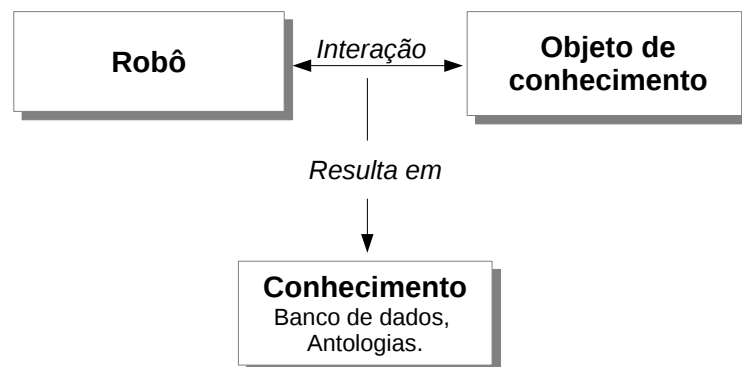 Robô
Interação
Objeto de
conhecimento
Resulta em
Conhecimento
Banco de dados,
Antologias.